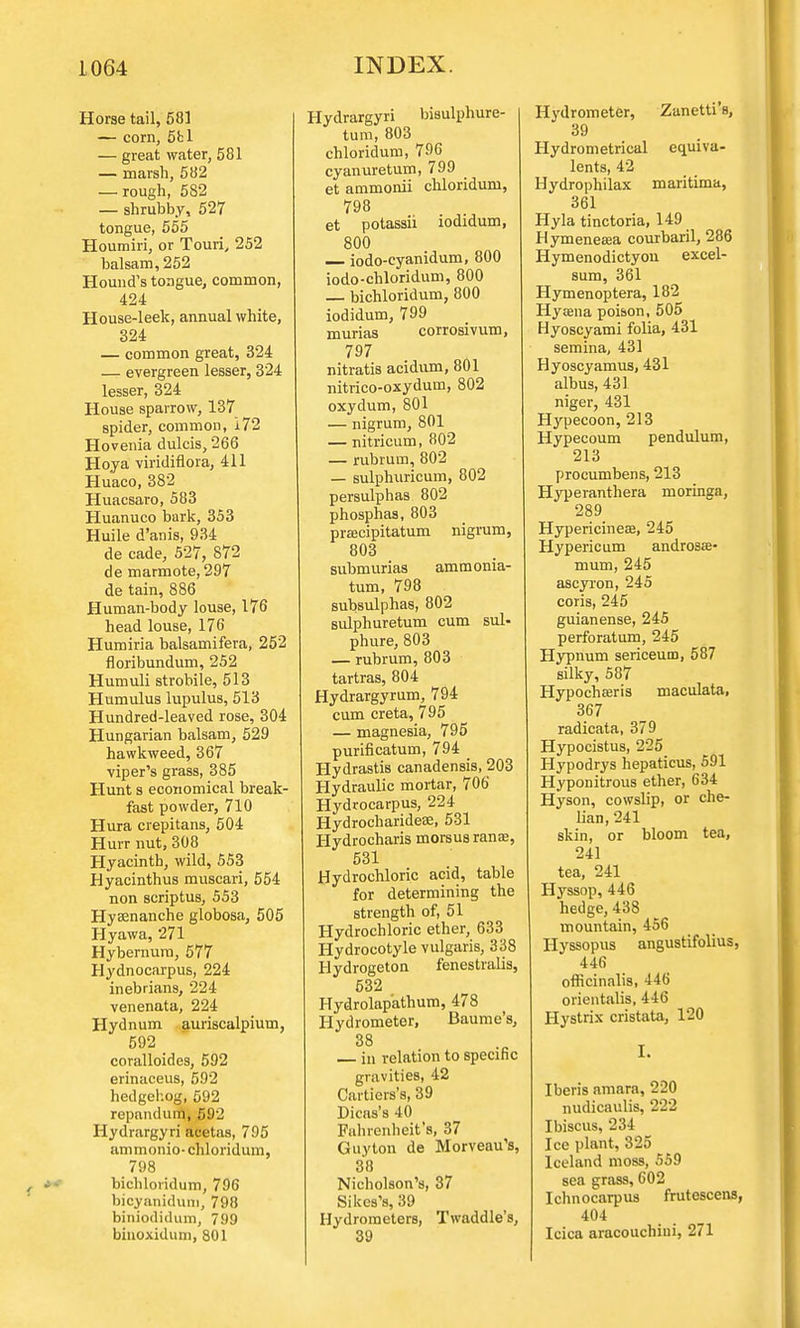 1064
INDEX.
Horse tail, 581
— corn, 581
— great water, 581
— marsh, 582
— rough, 582
— shrubby, 527
tongue, 555
Houmiri, or Touri, 252
balsam, 252
Hound's tongue, common,
424
House-leek, annual white,
324
— common great, 324
— evergreen lesser, 324
lesser, 324
House sparrow, 137
spider, common, 172
Hovenia dulcis, 266
Hoya viridiflora, 411
Huaco, 382
Huacsaro, 583
Huanuco bark, 353
Huile d'anis, 934
de cade, 527, 872
de marmote, 297
de tain, 886
Human-body louse, 176
head louse, 176
Humiria balsamifera, 252
floribundum, 252
Humuli strobile, 513
Humulus lupulus, 513
Hundred-leaved rose, 304
Hungarian balsam, 529
hawkweed, 367
viper's grass, 385
Hunt s economical break-
fast powder, 710
Hura crepitans, 504
Hurr nut, 308
Hyacinth, wild, 553
Hyacinthus muscari, 554
non scriptus, 553
Hyænanche globosa, 505
Hyawa, 271
Hybernum, 577
Hydnocarpus, 224
inebrians, 224
venenata, 224
Hydnum auriscalpium,
592
coralloides, 592
erinaceus, 592
hedgehog, 592
repandum, 592
Hydrargyri acetas, 795
ammonio-chloridum,
798
bichloridum, 796
bicyanidum, 798
biniodidum, 799
binoxidum, 801
Hydrargyri bisulphure-
tum, 803
chloridum, 796
cyanuretum, 799
et ammonii chloridum,
798
et potassii iodidum,
800
— iodo-cyanidum, 800
iodo-chloridum, 800
— bichloridum, 800
iodidum, 799
murias corrosivum,
797
nitratis acidum, 801
nitrico-oxydum, 802
oxydum, 801
— nigrum, 801
— nitricum, 802
— rubrum, 802
— sulphuricum, 802
persulphas 802
phosphas, 803
præcipitatum nigrum,
803
submurias ammonia-
tum, 798
subsulphas, 802
sulphuretum cum sul-
phure, 803
— rubrum, 803
tartras, 804
Hydrargyrum, 794
cum creta, 795
— magnesia, 795
purificatum, 794
Hydrastis canadensis, 203
Hydraulic mortar, 706
Hydrocarpus, 224
Hydrocharideæ, 531
Hydrocharis morsus ranæ,
531
Hydrochloric acid, table
for determining the
strength of, 51
Hydrochloric ether, 633
Hydrocotyle vulgaris, 338
Hydrogeton fenestralis,
532
Hydrolapathum, 478
Hydrometer, Baume's,
38
— in relation to specific
gravities, 42
Cartiers's, 39
Dicas's 40
Fahrenheit's, 37
Guyton de Morveau's,
38
Nicholson's, 37
Sikes's, 39
Hydrometers, Twaddle's,
39
Hydrometer, Zanetti's,
39
Hydrometrical equiva-
lents, 42
Hydrophilax maritima,
361
Hyla tinctoria, 149
Hymeneæa courbaril, 286
Hymenodictyon excel-
sum, 361
Hymenoptera, 182
Hyæna poison, 505
Hyoscyami folia, 431
semina, 431
Hyoscyamus, 431
albus, 431
niger, 431
Hypecoon, 213
Hypecoum pendulum,
213
procumbens, 213
Hyperanthera moringa,
289
Hypericineæ, 245
Hypericum androsæ-
mum, 245
ascyron, 245
coris, 245
guianense, 245
perforatum, 245
Hypnum sericeum, 587
silky, 587
Hypochæris maculata,
367
radicata, 379
Hypocistus, 225
Hypodrys hepaticus, 591
Hyponitrous ether, 634
Hyson, cowslip, or che-
lian, 241
skin, or bloom tea,
241
tea, 241
Hyssop, 446
hedge, 438
mountain, 456
Hyssopus angustifolius,
446
officinalis, 446
orientalis, 446
Hystrix cristata, 120
I.
Iberis amara, 220
nudicaulis, 222
Ibiscus, 234
Ice plant, 325
Iceland moss, 559
sea grass, 602
Ichnocarpus frutescens,
404
Icica aracouchini, 271